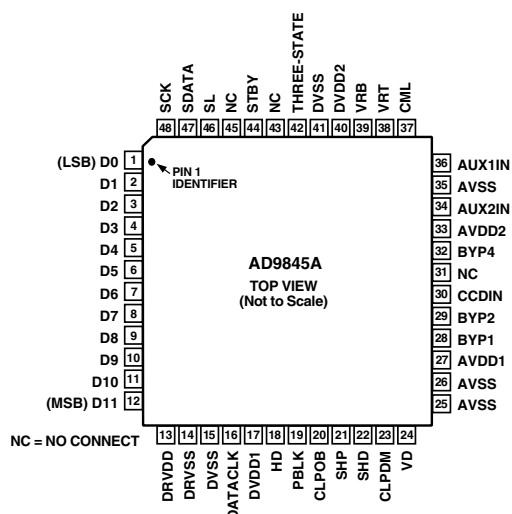 SCK
SDATA
SL
NC
STBY
NC
THREE-STATE
DVSS
DVDD2
VRB
VRT
CML
48 47 46 45 44 43 42 41 40 39 38 37
(LSB) D0 1
D1 2
D2 3
D3 4
D4 5
D5 6
D6 7
D7 8
D8 9
D9 10
D10 11
(MSB) D11 12
PIN 1
IDENTIFIER
AD9845A
TOP VIEW
(Not to Scale)
36 AUX1IN
35 AVSS
34 AUX2IN
33 AVDD2
32 BYP4
31 NC
30 CCDIN
29 BYP2
28 BYP1
27 AVDD1
26 AVSS
25 AVSS
NC = NO CONNECT
13 14 15 16 17 18 19 20 21 22 23 24
DRVDD
DRVSS
DVSS
DATACLK
DVDD1
HD
PBLK
CLPOB
SHP
SHD
CLPDM
VD